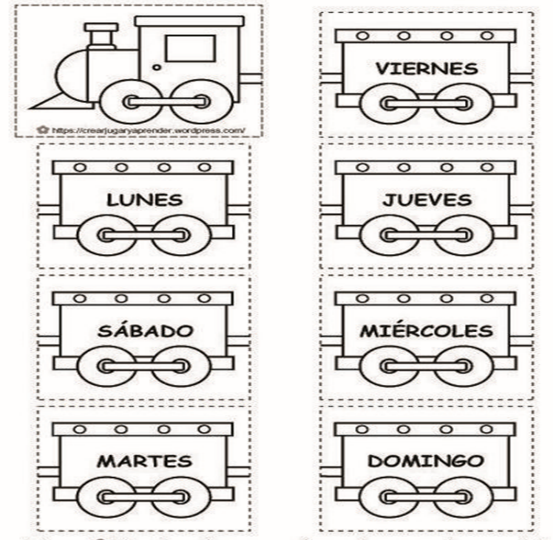 VIERNES
https://crearjugaryaprender.wordpress.com/
LUNES
JUEVES
SÁBADO
MIÉRCOLES
MARTES
DOMINGO